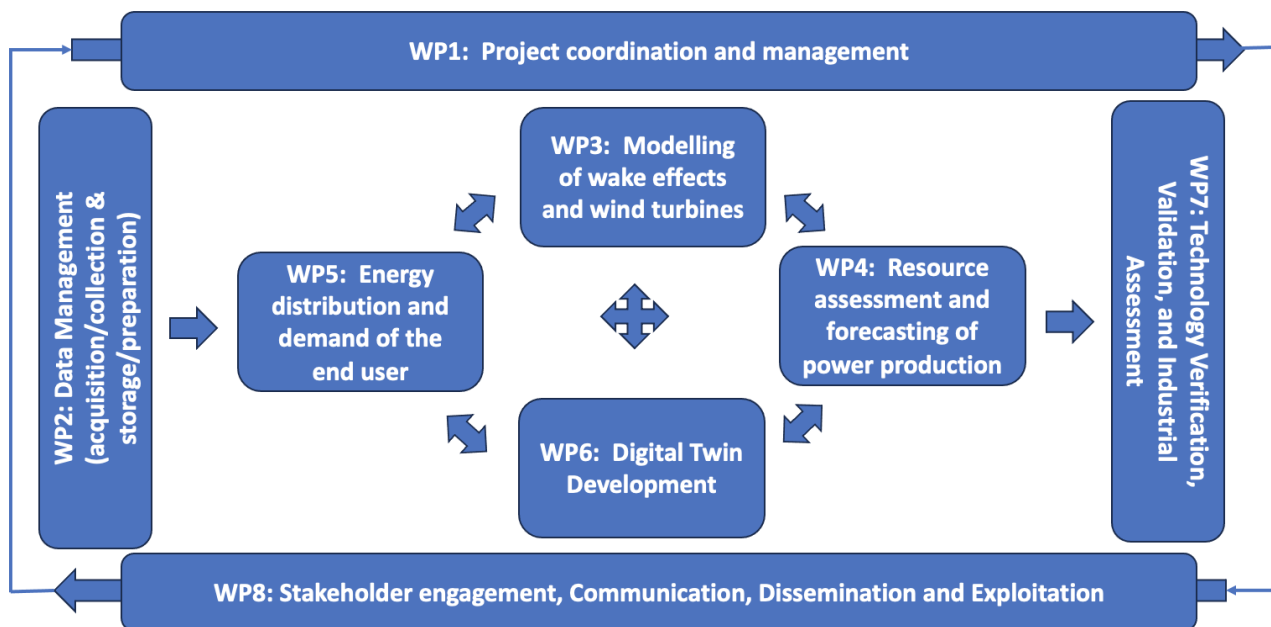 WP1: Project coordination and management
WP2: Data Management
(acquisition/collection &
storage/preparation)
WP3: Modelling
of wake effects
and wind turbines
WP5: Energy
distribution and
demand of the
end user
WP4: Resource
assessment and
forecasting of
power production
WP6: Digital Twin
Development
WP7: Technology Verification,
Validation, and Industrial
Assessment
WP8: Stakeholder engagement, Communication, Dissemination and Exploitation